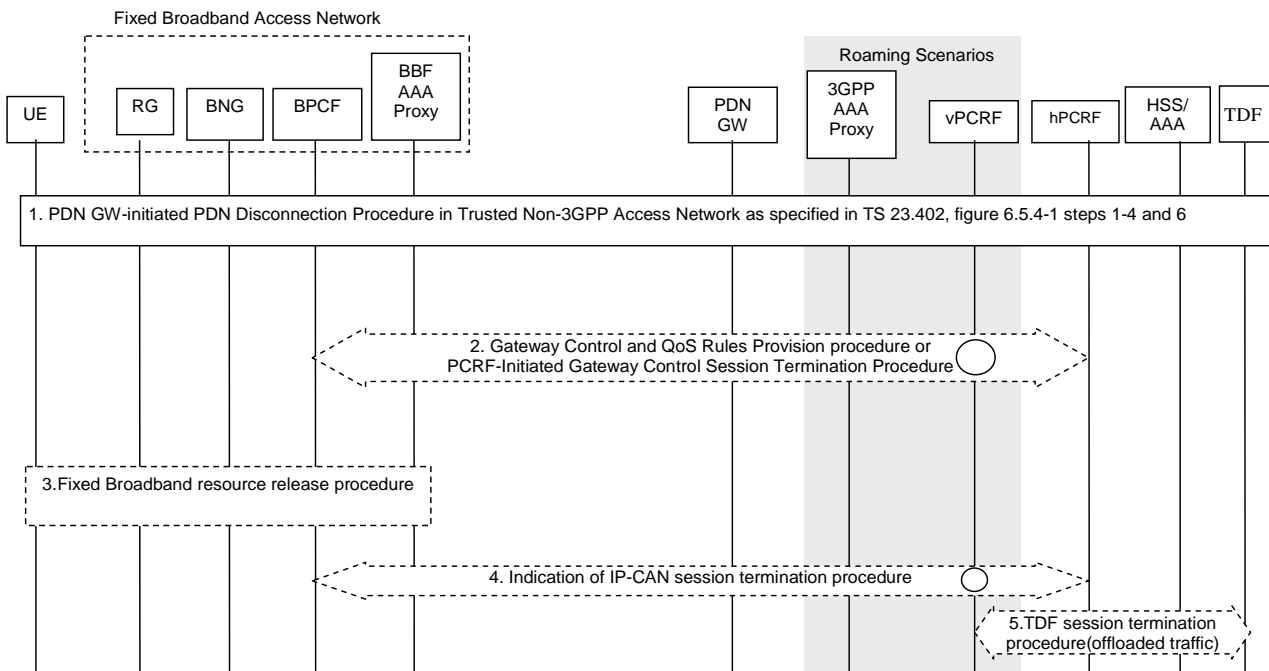 Fixed Broadband Access Network
Roaming Scenarios
UE
RG
BNG
BPCF
BBF
AAA
Proxy
PDN
GW
3GPP
AAA
Proxy
vPCRF
hPCRF
HSS/
AAA
TDF
1. PDN GW-initiated PDN Disconnection Procedure in Trusted Non-3GPP Access Network as specified in TS 23.402, figure 6.5.4-1 steps 1-4 and 6
2. Gateway Control and QoS Rules Provision procedure or
PCRF-Initiated Gateway Control Session Termination Procedure
3.Fixed Broadband resource release procedure
4. Indication of IP-CAN session termination procedure
5.TDF session termination
procedure(offloaded traffic)